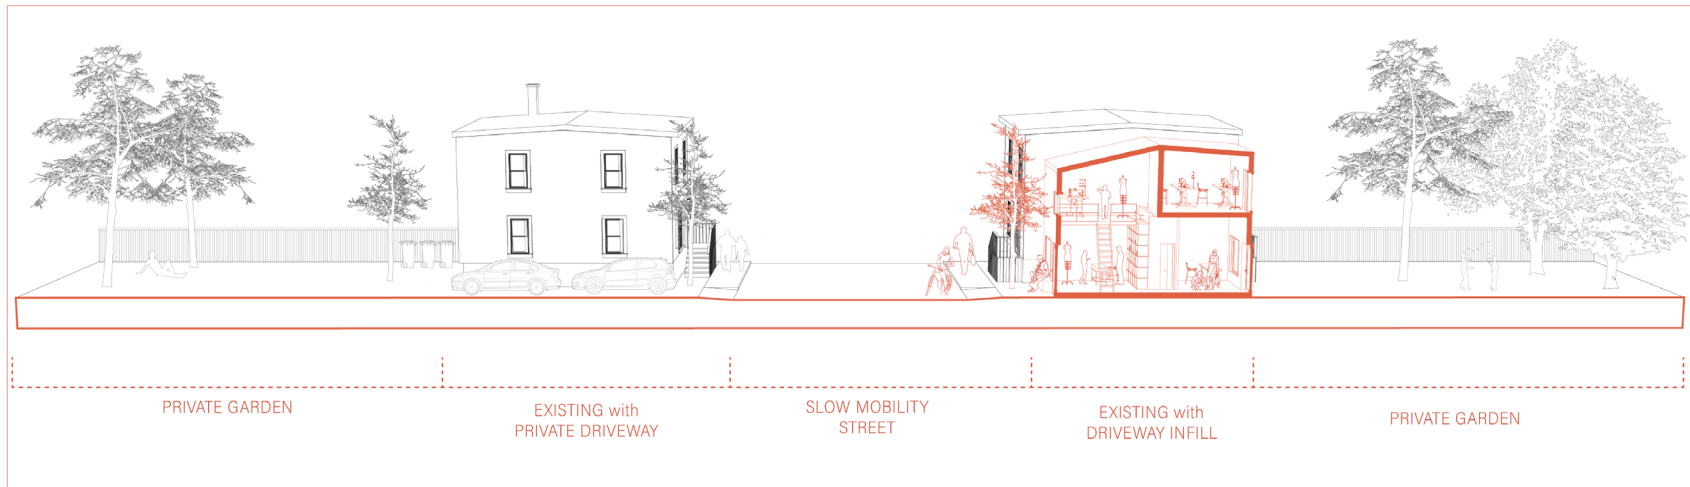 PRIVATE GARDEN
EXISTING with
PRIVATE DRIVEWAY
SLOW MOBILITY
STREET
EXISTING with
DRIVEWAY INFILL
PRIVATE GARDEN